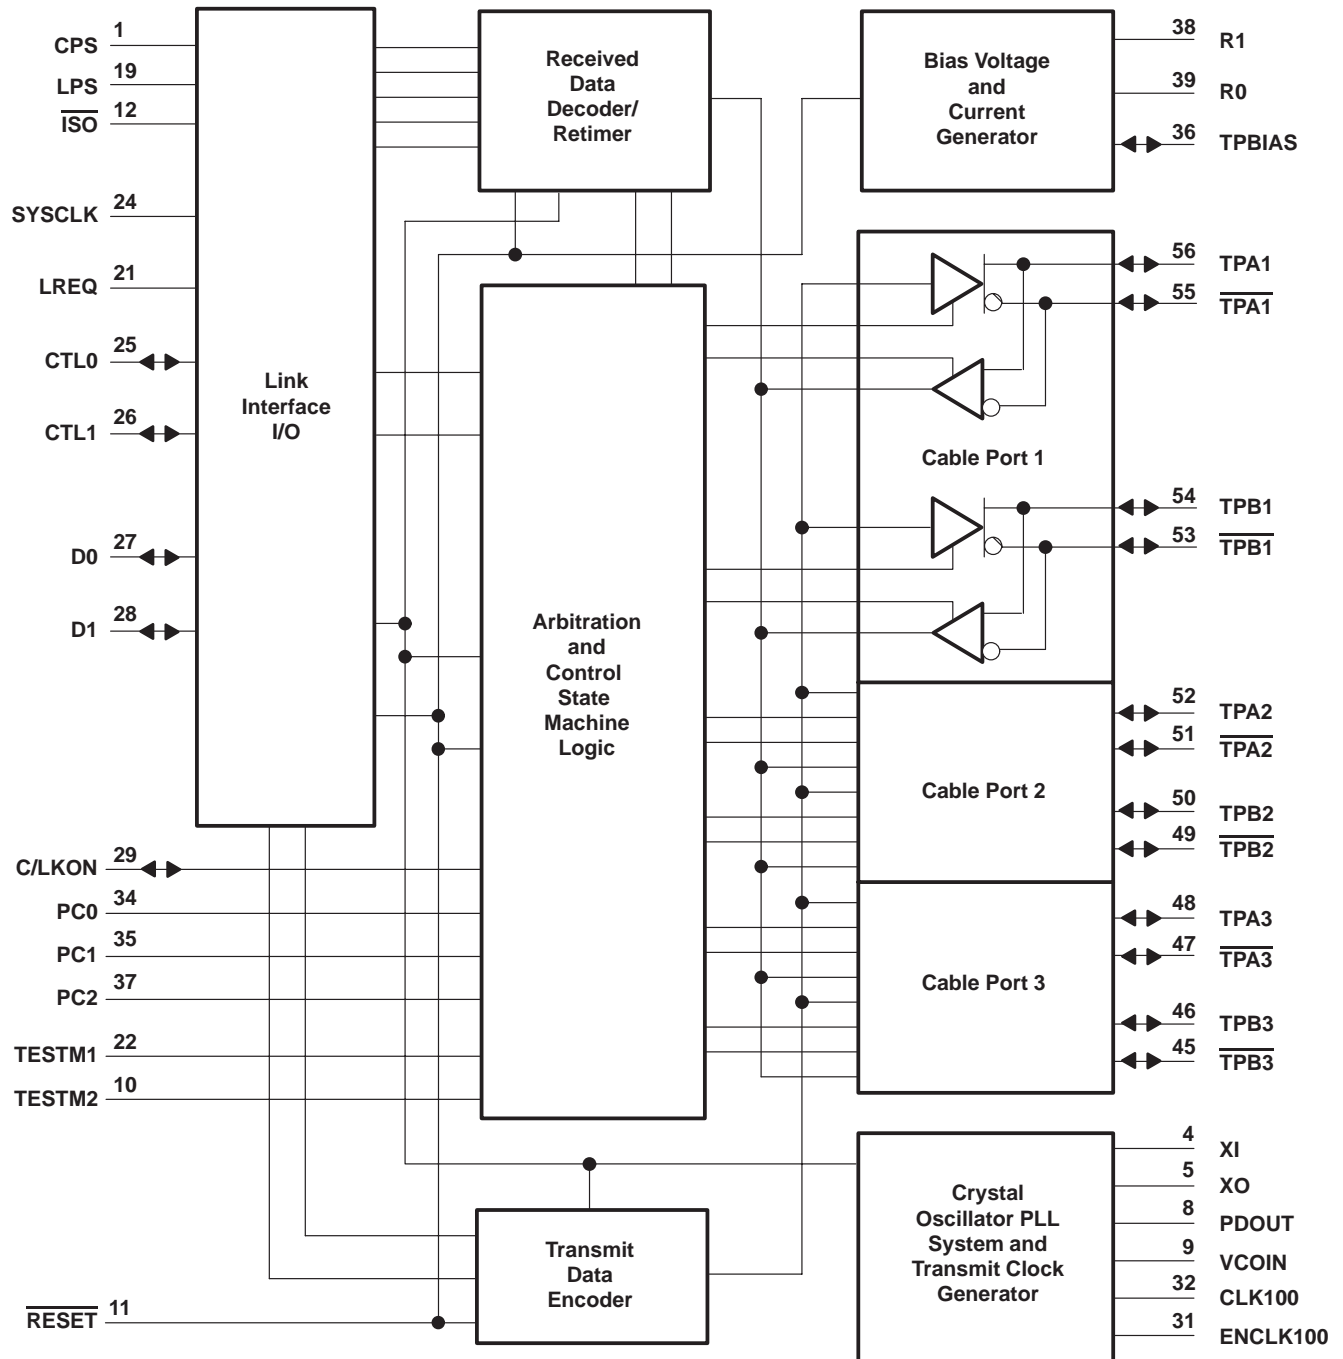 CPS 1
LPS 19
ISO 12
SYSCLK 24
LREQ 21
CTL0 25
CTL1 26
D0 27
D1 28
C/LKON 29
PC0 34
PC1 35
PC2 37
TESTM1 22
TESTM2 10
RESET 11
Link
Interface
I/O
Received
Data
Decoder/
Retimer
Arbitration
and
Control
State
Machine
Logic
Transmit
Data
Encoder
Bias Voltage
and
Current
Generator
38 R1
39 R0
36 TPBIAS
Cable Port 1
56 TPA1
55 TPA1
54 TPB1
53 TPB1
Cable Port 2
52 TPA2
51 TPA2
50 TPB2
49 TPB2
Cable Port 3
48 TPA3
47 TPA3
46 TPB3
45 TPB3
Crystal
Oscillator PLL
System and
Transmit Clock
Generator
4 XI
5 XO
8 PDOUT
9 VCOIN
32 CLK100
31 ENCLK100